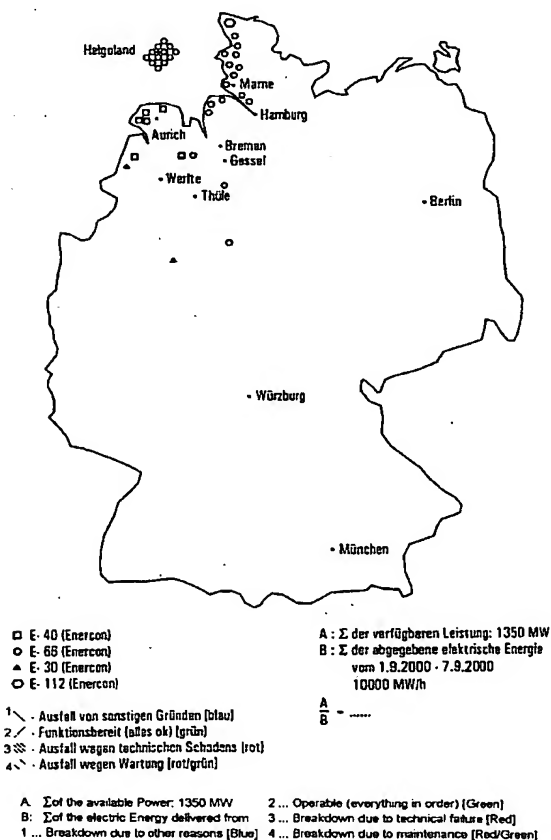 Helgoland
Marne
Hamburg
Aurich
Bremen
Gessel
Werlte
Thüle
Berlin
Würzburg
München
E- 40 (Enercon)
E- 66 (Enercon)
E- 30 (Enercon)
E- 112 (Enercon)
1 - Ausfall von sonstigen Gründen [blau]
2 - Funktionsbereit (alles ok) [grün]
3 - Ausfall wegen technischen Schadens [rot]
4 - Ausfall wegen Wartung [rot/grün]
A : Σ der verfügbaren Leistung: 1350 MW
B : Σ der abgegebene elektrische Energie
vom 1.9.2000 - 7.9.2000
10000 MW/h
A
B = ......
A Σof the available Power: 1350 MW
B: Σof the electric Energy delivered from
1 ... Breakdown due to other reasons [Blue]
2 ... Operable (everything in order) [Green]
3 ... Breakdown due to technical failure [Red]
4 ... Breakdown due to maintenance [Red/Green]